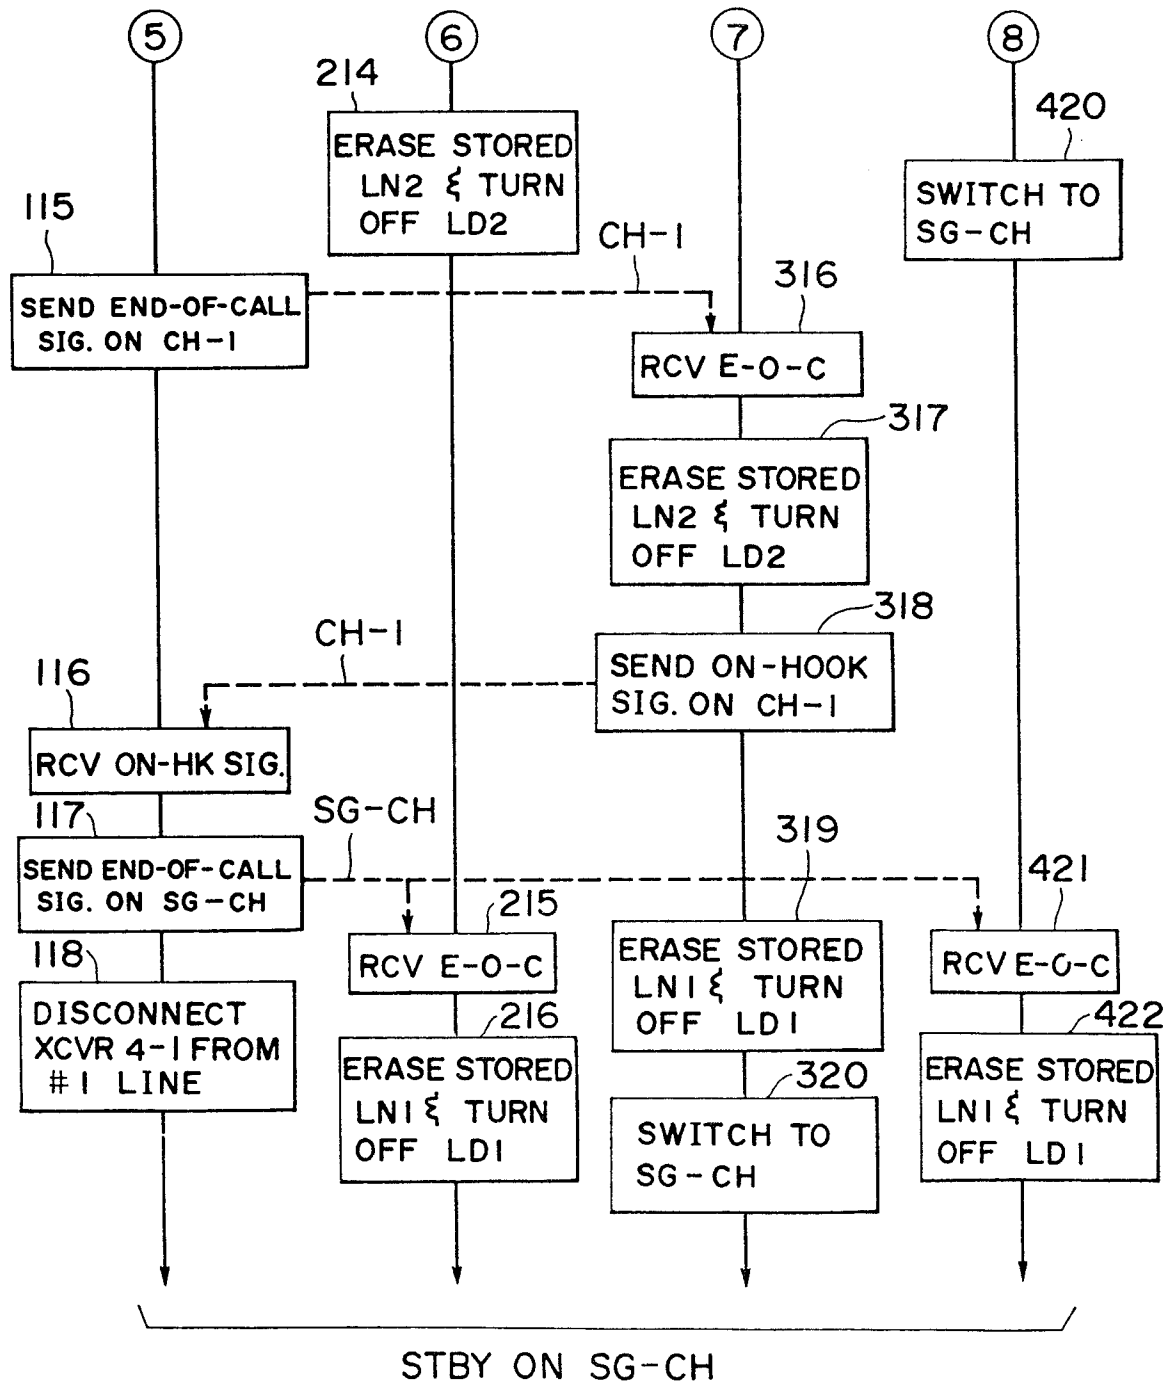 5
6
7
8
214
ERASE STORED
LN2 & TURN
OFF LD2
420
SWITCH TO
SG-CH
115
SEND END-OF-CALL
SIG. ON CH-1
CH-1
316
RCV E-O-C
317
ERASE STORED
LN2 & TURN
OFF LD2
318
SEND ON-HOOK
SIG. ON CH-1
CH-1
116
RCV ON-HK SIG.
117
SEND END-OF-CALL
SIG. ON SG-CH
SG-CH
118
DISCONNECT
XCVR 4-1 FROM
#1 LINE
215
RCV E-O-C
216
ERASE STORED
LN1 & TURN
OFF LD1
319
ERASE STORED
LN1 & TURN
OFF LD1
320
SWITCH TO
SG-CH
421
RCV E-O-C
422
ERASE STORED
LN1 & TURN
OFF LD1
STBY ON SG-CH